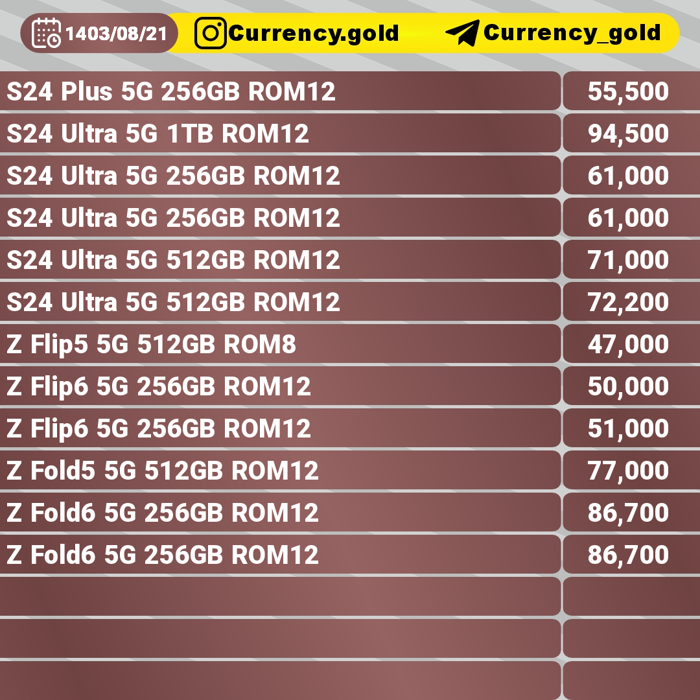 1403/08/21 Currency.gold Currency_gold
S24 Plus 5G 256GB ROM12 55,500
S24 Ultra 5G 1TB ROM12 94,500
S24 Ultra 5G 256GB ROM12 61,000
S24 Ultra 5G 256GB ROM12 61,000
S24 Ultra 5G 512GB ROM12 71,000
S24 Ultra 5G 512GB ROM12 72,200
Z Flip5 5G 512GB ROM8 47,000
Z Flip6 5G 256GB ROM12 50,000
Z Flip6 5G 256GB ROM12 51,000
Z Fold5 5G 512GB ROM12 77,000
Z Fold6 5G 256GB ROM12 86,700
Z Fold6 5G 256GB ROM12 86,700